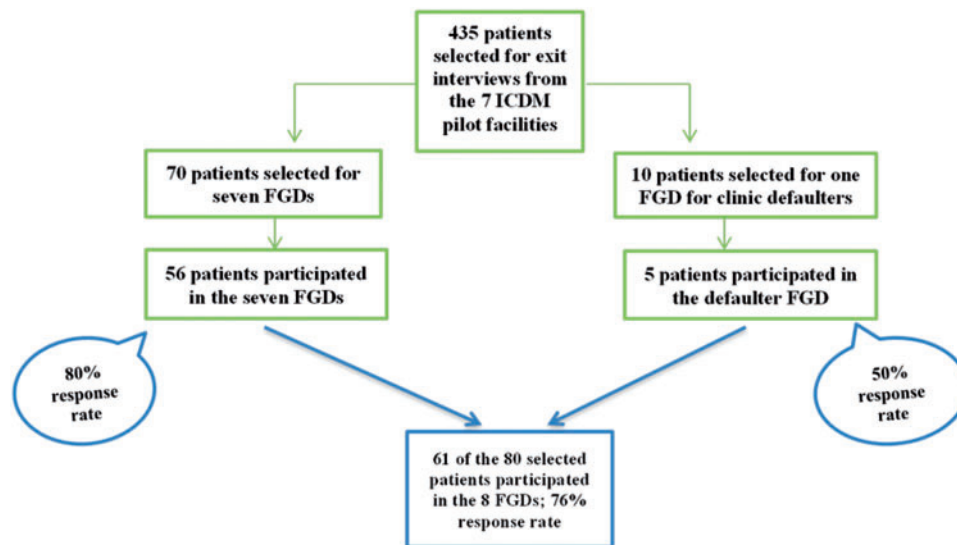 435 patients
selected for exit
interviews from
the 7 ICDM
pilot facilities
70 patients selected for
seven FGDs
10 patients selected for one
FGD for clinic defaulters
56 patients participated
in the seven FGDs
5 patients participated in
the defaulter FGD
80%
response
rate
50%
response
rate
61 of the 80 selected
patients participated
in the 8 FGDs; 76%
response rate